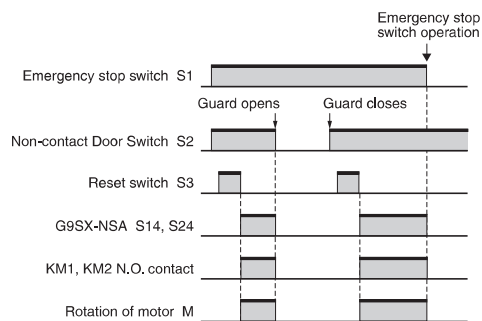 Emergency stop
switch operation
Emergency stop switch S1
Guard opens
Guard closes
Non-contact Door Switch S2
Reset switch S3
G9SX-NSA S14, S24
KM1, KM2 N.O. contact
Rotation of motor M